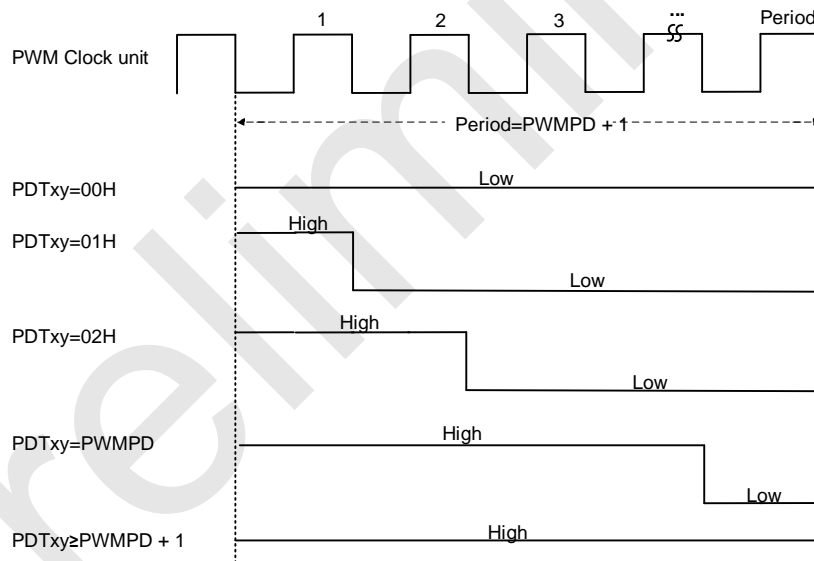 1 2 3 ... Period
PWM Clock unit
Period=PWMPD + 1
PDTxy=00H Low
PDTxy=01H High
Low
PDTxy=02H High
Low
PDTxy=PWMPD High
Low
PDTxy≥PWMPD + 1 High